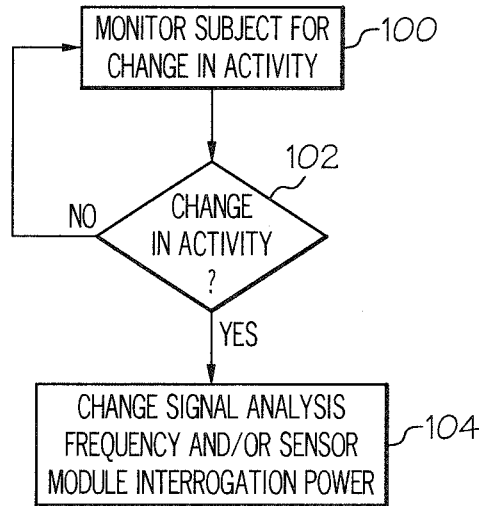 MONITOR SUBJECT FOR
CHANGE IN ACTIVITY
100
102
CHANGE
IN ACTIVITY
?
NO
YES
CHANGE SIGNAL ANALYSIS
FREQUENCY AND/OR SENSOR
MODULE INTERROGATION POWER
104